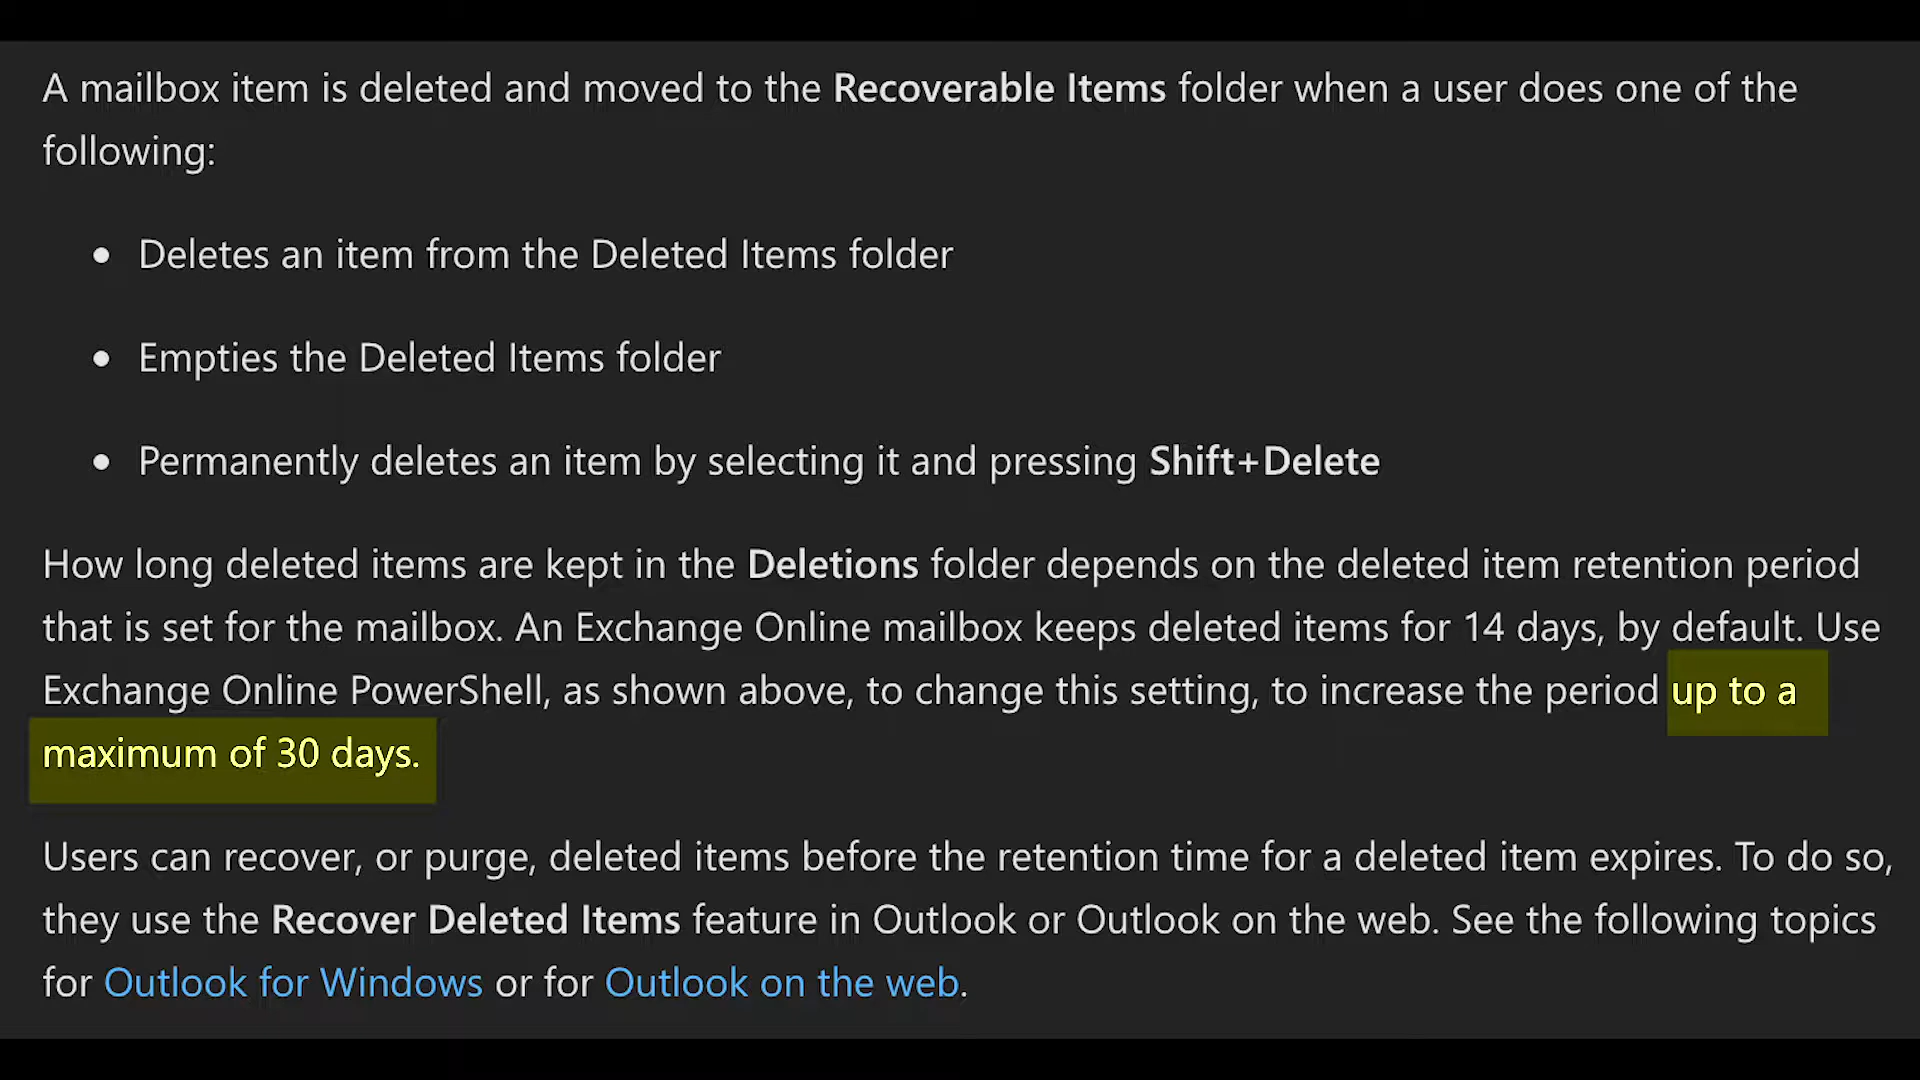 A mailbox item is deleted and moved to the Recoverable Items folder when a user does one of the
following:
• Deletes an item from the Deleted Items folder
• Empties the Deleted Items folder
• Permanently deletes an item by selecting it and pressing Shift+Delete
How long deleted items are kept in the Deletions folder depends on the deleted item retention period
that is set for the mailbox. An Exchange Online mailbox keeps deleted items for 14 days, by default. Use
Exchange Online PowerShell, as shown above, to change this setting, to increase the period up to a
maximum of 30 days.
Users can recover, or purge, deleted items before the retention time for a deleted item expires. To do so,
they use the Recover Deleted Items feature in Outlook or Outlook on the web. See the following topics
for Outlook for Windows or for Outlook on the web.